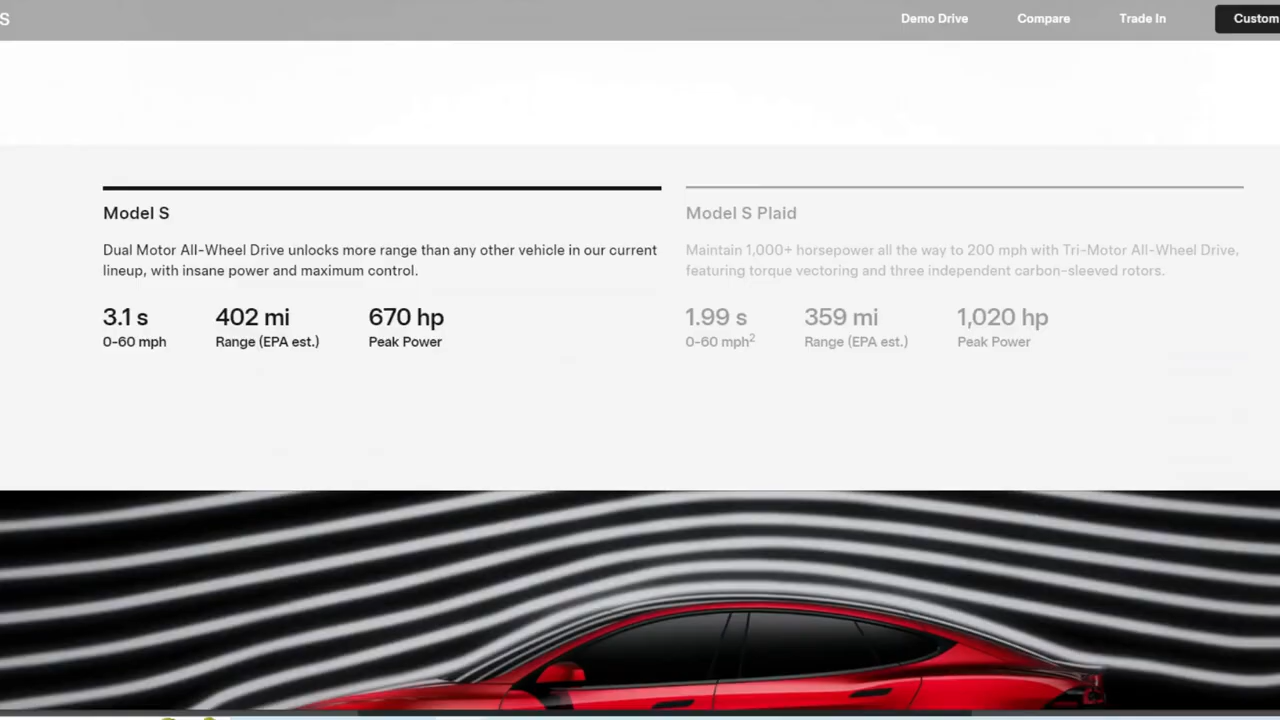 S
Demo Drive
Compare
Trade In
Custom
Model S
Dual Motor All-Wheel Drive unlocks more range than any other vehicle in our current
lineup, with insane power and maximum control.
3.1 s
402 mi
670 hp
0-60 mph
Range (EPA est.)
Peak Power
Model S Plaid
Maintain 1,000+ horsepower all the way to 200 mph with Tri-Motor All-Wheel Drive,
featuring torque vectoring and three independent carbon-sleeved rotors.
1.99 s
359 mi
1,020 hp
0-60 mph²
Range (EPA est.)
Peak Power